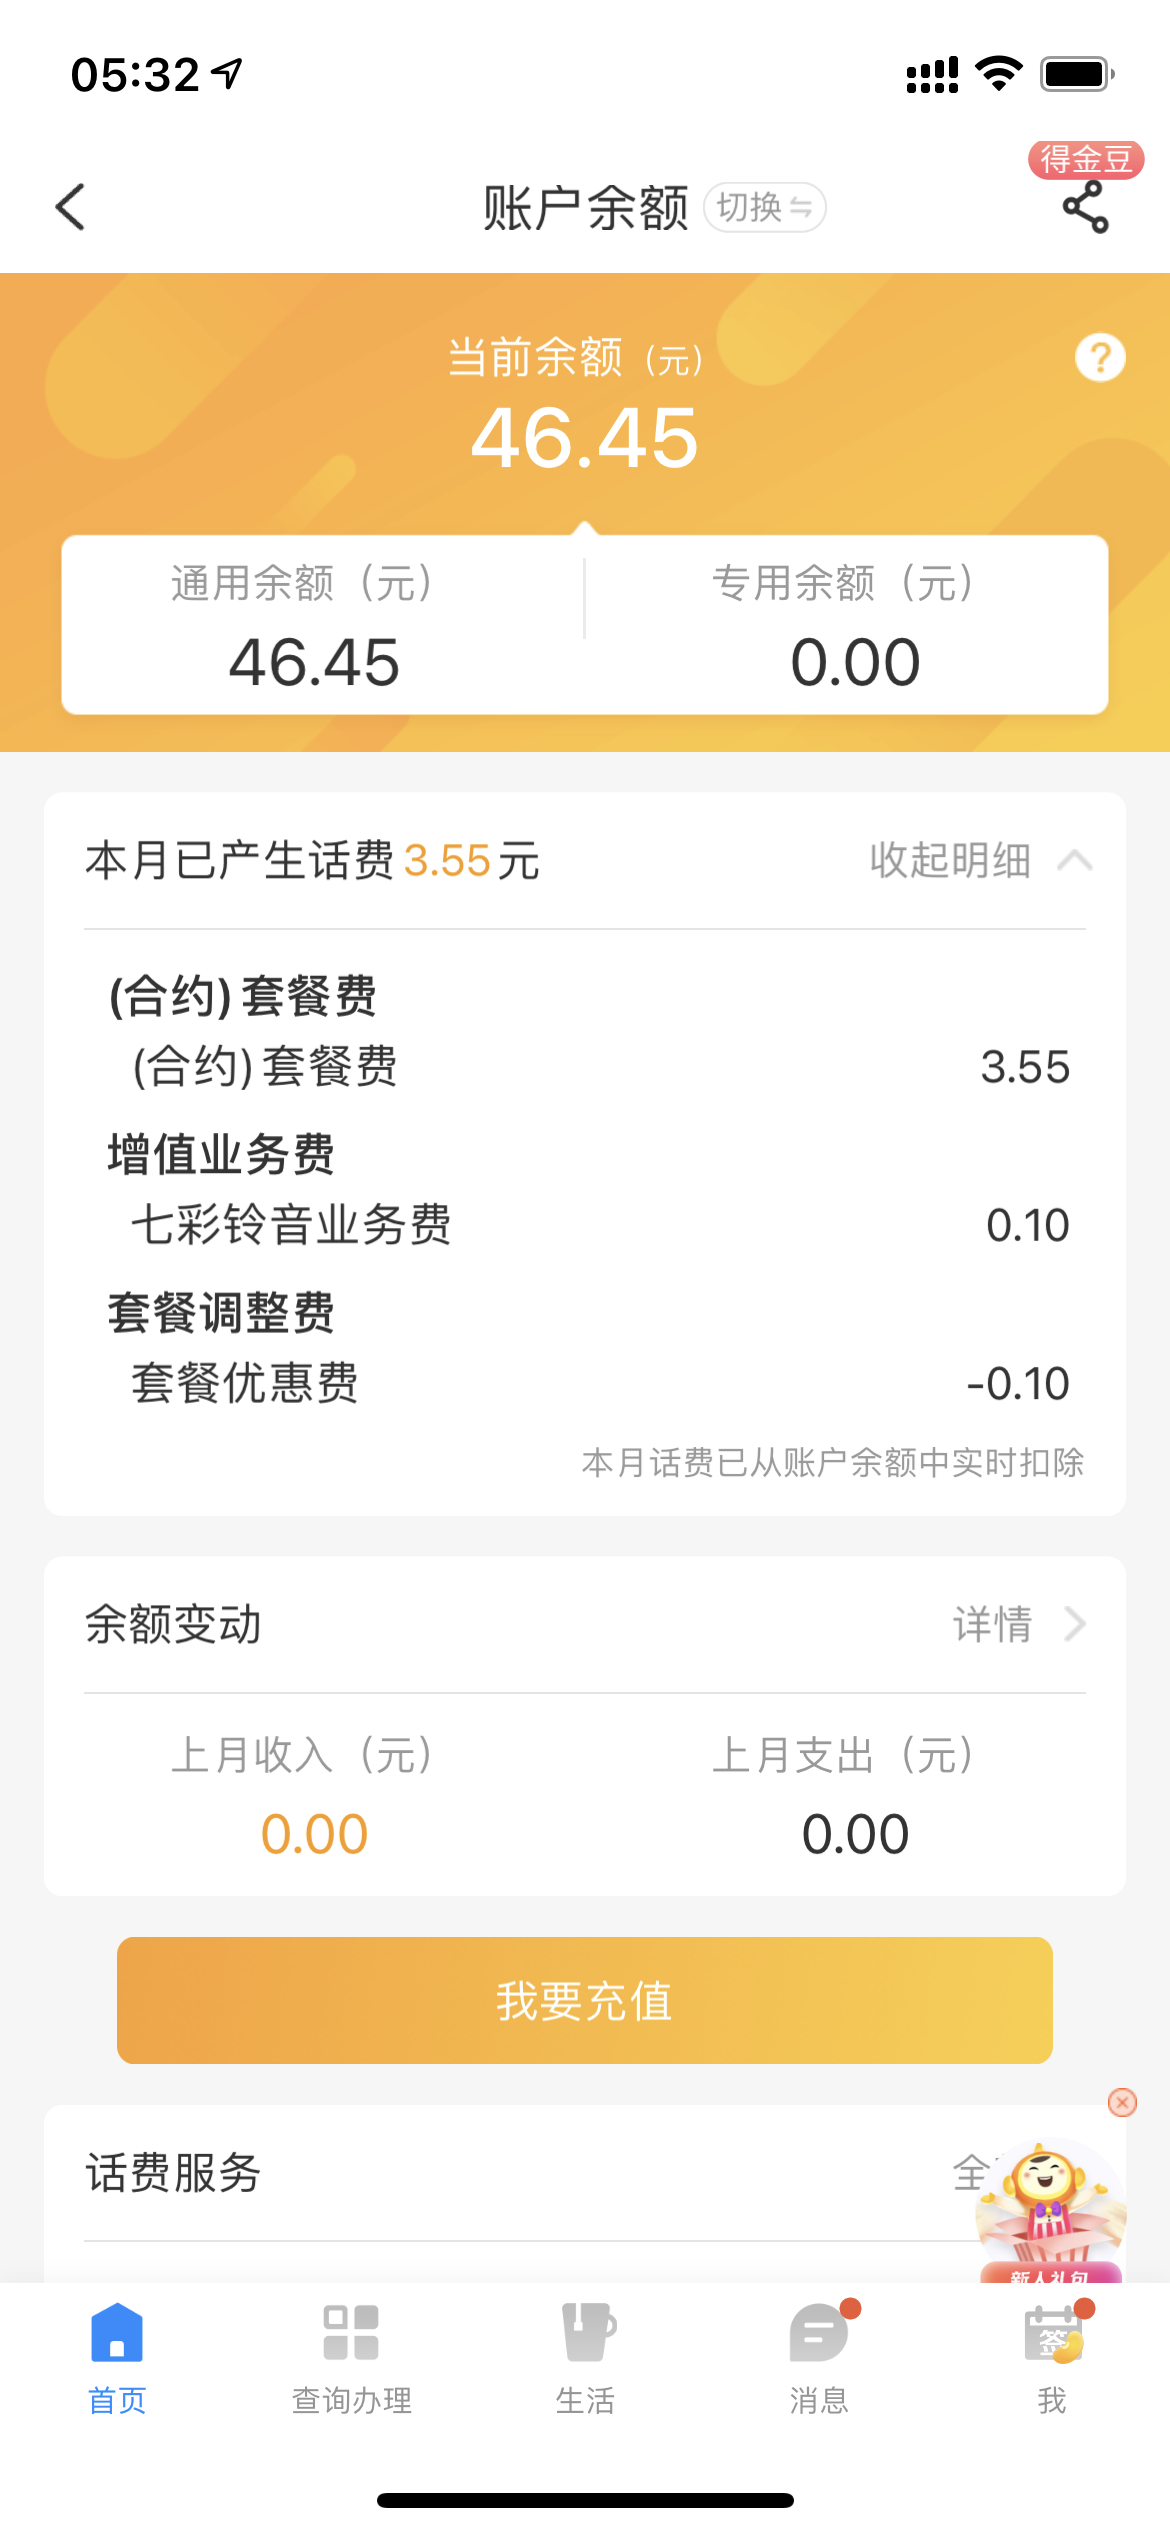 05:32
得金豆
账户余额 切换
当前余额 (元)
?
46.45
通用余额（元） 专用余额（元）
46.45 0.00
本月已产生话费3.55元 收起明细
(合约)套餐费
(合约)套餐费 3.55
增值业务费
七彩铃音业务费 0.10
套餐调整费
套餐优惠费 -0.10
本月话费已从账户余额中实时扣除
余额变动 详情
上月收入（元） 上月支出（元）
0.00 0.00
我要充值
话费服务 全
新人礼包
签
首页 查询办理 生活 消息 我